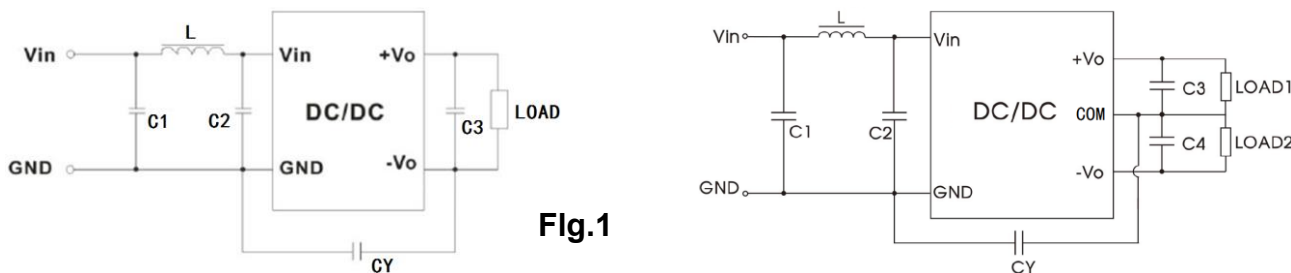 Vin
L
Vin
+Vo
C1
C2
DC/DC
C3
LOAD
GND
GND
-Vo
CY
FIg.1
Vin
L
Vin
+Vo
C1
C2
DC/DC
COM
C3
LOAD1
C4
LOAD2
GND
GND
-Vo
CY